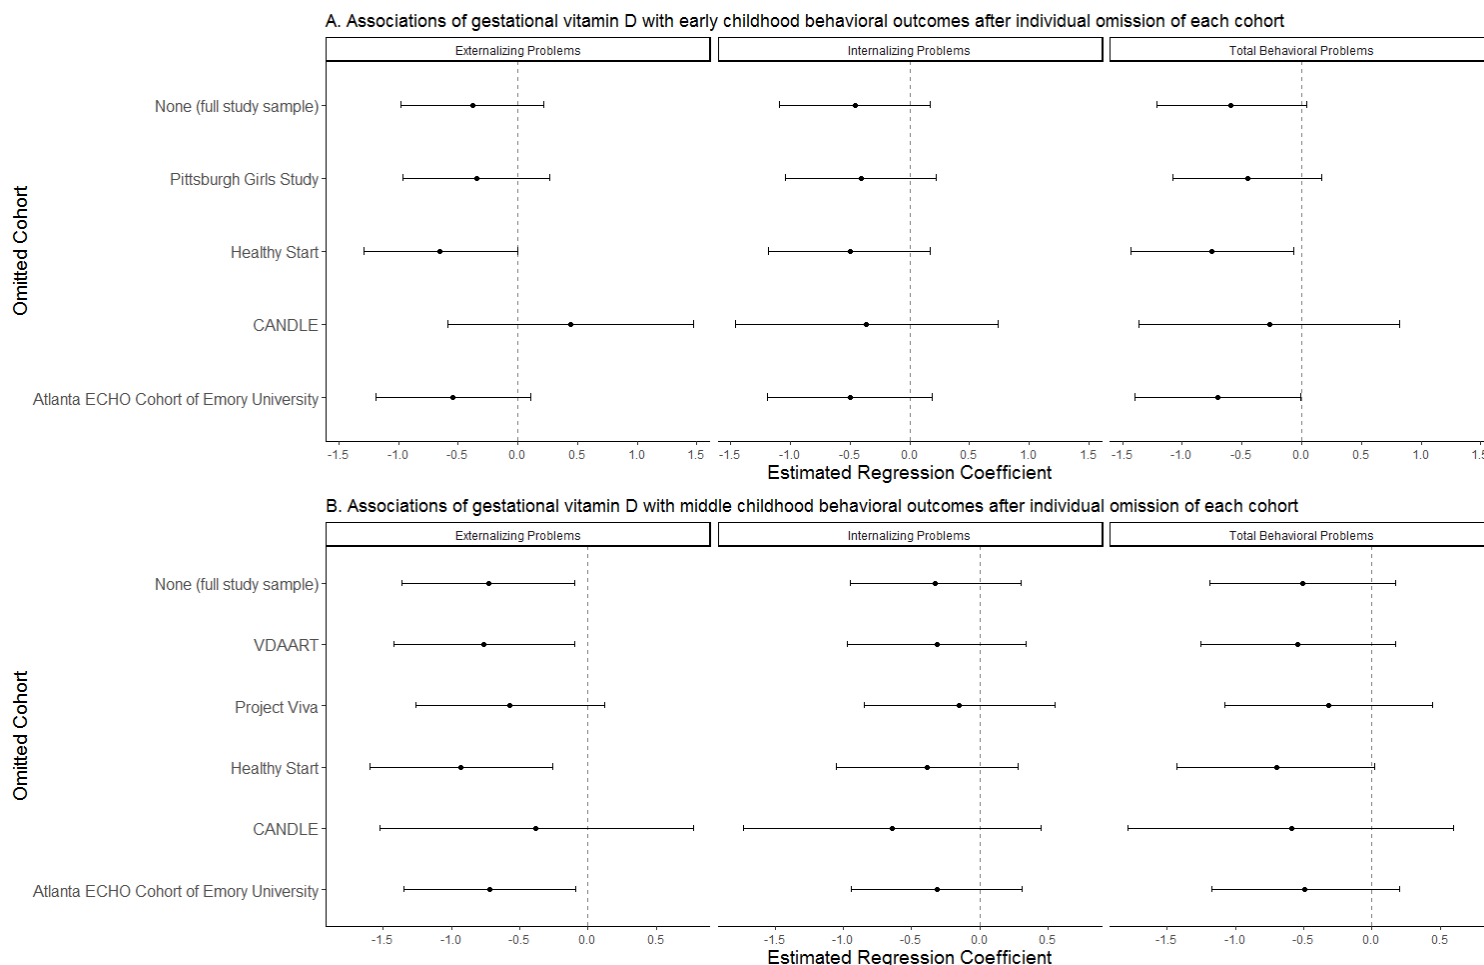 A. Associations of gestational vitamin D with early childhood behavioral outcomes after individual omission of each cohort
Externalizing Problems
Internalizing Problems
Total Behavioral Problems
Omitted Cohort
None (full study sample)
Pittsburgh Girls Study
Healthy Start
CANDLE
Atlanta ECHO Cohort of Emory University
-1.5 -1.0 -0.5 0.0 0.5 1.0 1.5
-1.5 -1.0 -0.5 0.0 0.5 1.0 1.5
-1.5 -1.0 -0.5 0.0 0.5 1.0 1.5
Estimated Regression Coefficient
B. Associations of gestational vitamin D with middle childhood behavioral outcomes after individual omission of each cohort
Externalizing Problems
Internalizing Problems
Total Behavioral Problems
Omitted Cohort
None (full study sample)
VDAART
Project Viva
Healthy Start
CANDLE
Atlanta ECHO Cohort of Emory University
-1.5 -1.0 -0.5 0.0 0.5
-1.5 -1.0 -0.5 0.0 0.5
-1.5 -1.0 -0.5 0.0 0.5
Estimated Regression Coefficient